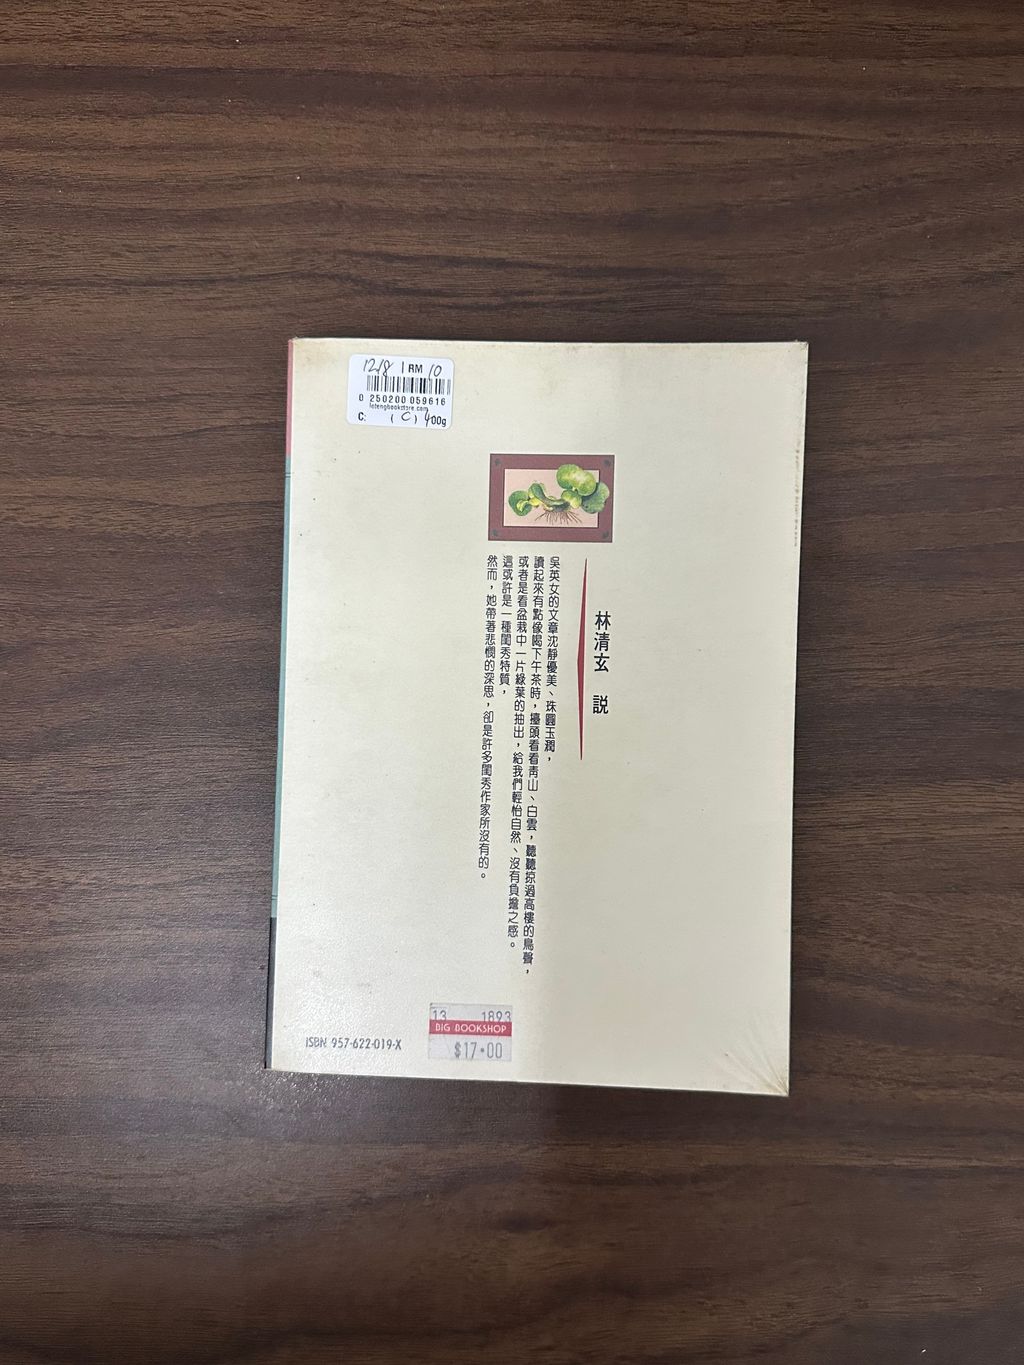 12/8 | RM 10
0 250200 059616
fatengbookstore.com
C: ( C ) 400g
林清玄 説
吳英女的文章沈靜優美、珠圓玉潤，
讀起來有點像喝下午茶時，擡頭看看靑山、白雲，聽聽掠過高樓的鳥聲，
或者是看盆栽中一片綠葉的抽出，給我們輕怡自然、沒有負擔之感。
這或許是一種閨秀特質，
然而，她帶著悲憫的深思，卻是許多閨秀作家所沒有的。
ISBN 957-622-019-X
13 1893
BIG BOOKSHOP
$17.00